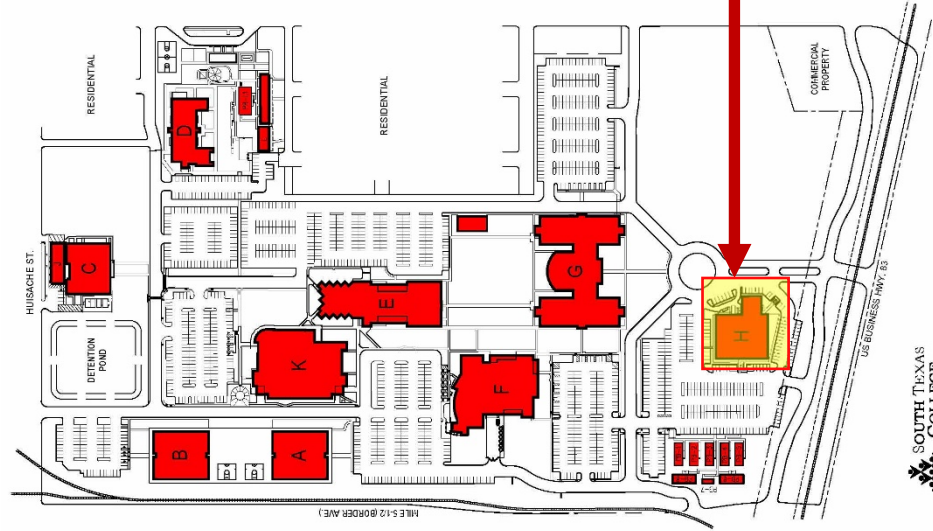 RESIDENTIAL
COMMERCIAL
PROPERTY
D
RESIDENTIAL
HUISACHE ST.
C
G
E
DETENTION
POND
K
H
US BUSINESS HWY. 83
F
B
A
SOUTH TEXAS
COLLEGE
MILE 5-1/2 (BORDER AVE.)